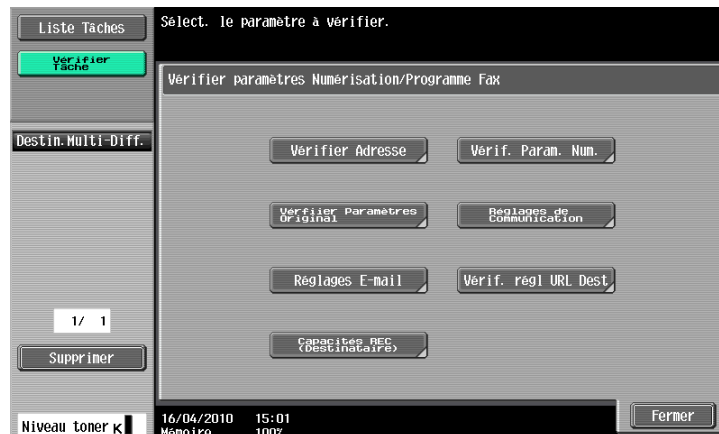 Liste Tâches
Sélect. le paramètre à vérifier.
Vérifier
Tâche
Vérifier paramètres Numérisation/Programme Fax
Destin.Multi-Diff.
Vérifier Adresse
Vérif. Param. Num.
Vérfiier Paramètres
Original
Réglages de
Communication
Réglages E-mail
Vérif. régl URL Dest
1/ 1
Capacités REC
(Destinataire)
Supprimer
Fermer
Niveau toner K
16/04/2010 15:01
Mémoire 100%